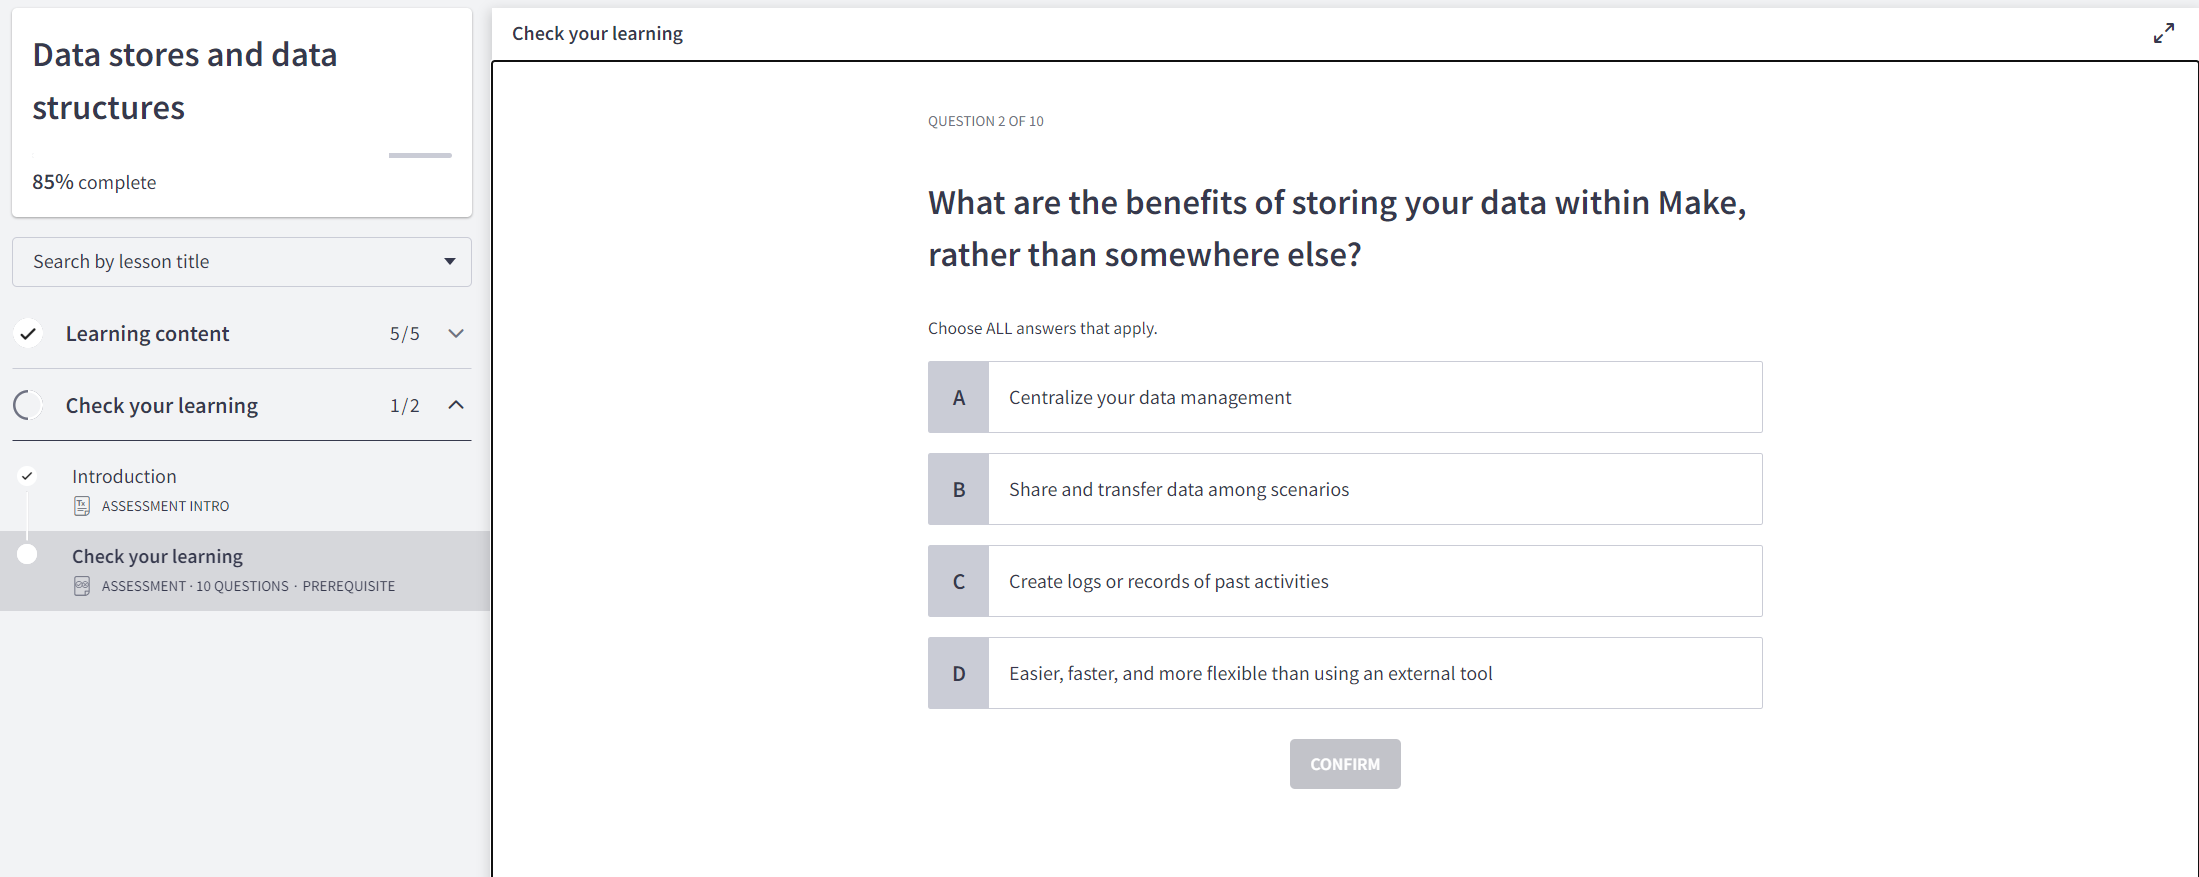 Data stores and data
structures
85% complete
Search by lesson title
Learning content 5/5
Check your learning 1/2
Introduction
ASSESSMENT INTRO
Check your learning
ASSESSMENT · 10 QUESTIONS · PREREQUISITE
Check your learning
QUESTION 2 OF 10
What are the benefits of storing your data within Make,
rather than somewhere else?
Choose ALL answers that apply.
A Centralize your data management
B Share and transfer data among scenarios
C Create logs or records of past activities
D Easier, faster, and more flexible than using an external tool
CONFIRM